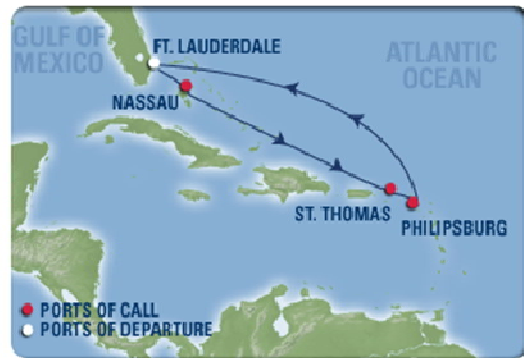 GULF OF
MEXICO
FT. LAUDERDALE
ATLANTIC
OCEAN
NASSAU
ST. THOMAS
PHILIPSBURG
PORTS OF CALL
PORTS OF DEPARTURE